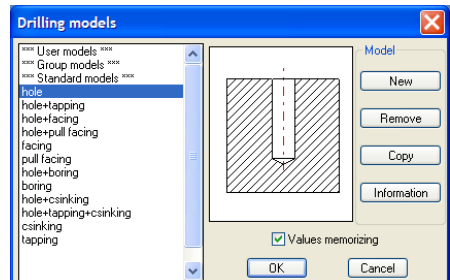 Drilling models
*** User models ***
*** Group models ***
*** Standard models ***
hole
hole+tapping
hole+facing
hole+pull facing
facing
pull facing
hole+boring
boring
hole+csinking
hole+tapping+csinking
csinking
tapping
Model
New
Remove
Copy
Information
Values memorizing
OK
Cancel